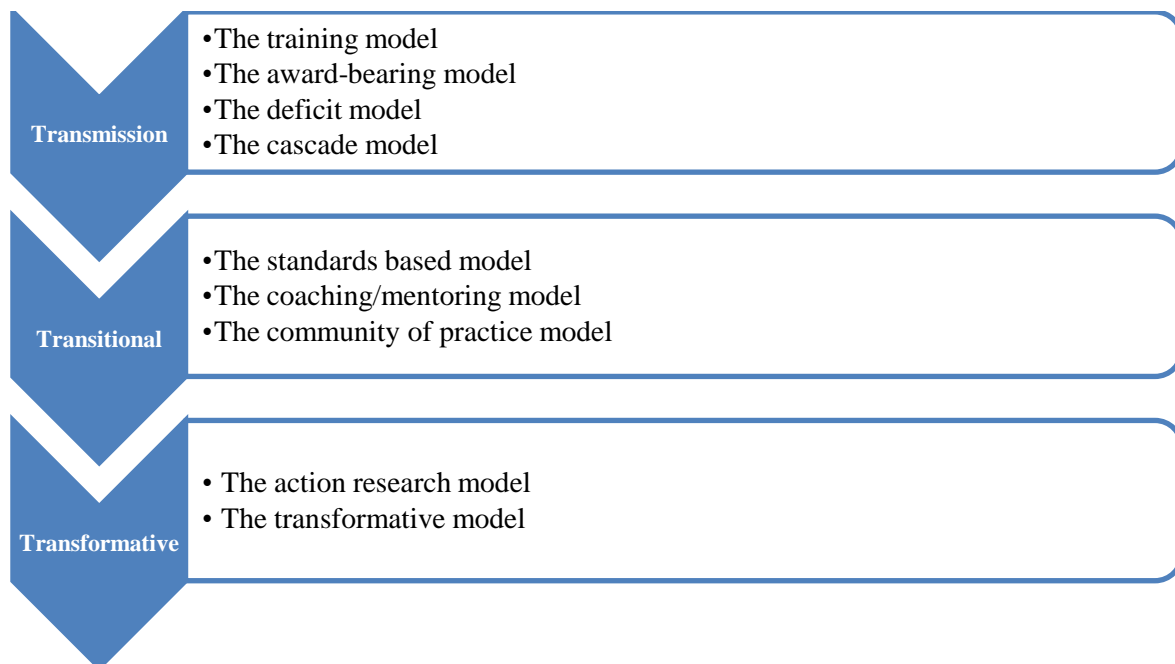 Transmission
•The training model
•The award-bearing model
•The deficit model
•The cascade model
Transitional
•The standards based model
•The coaching/mentoring model
•The community of practice model
Transformative
• The action research model
• The transformative model